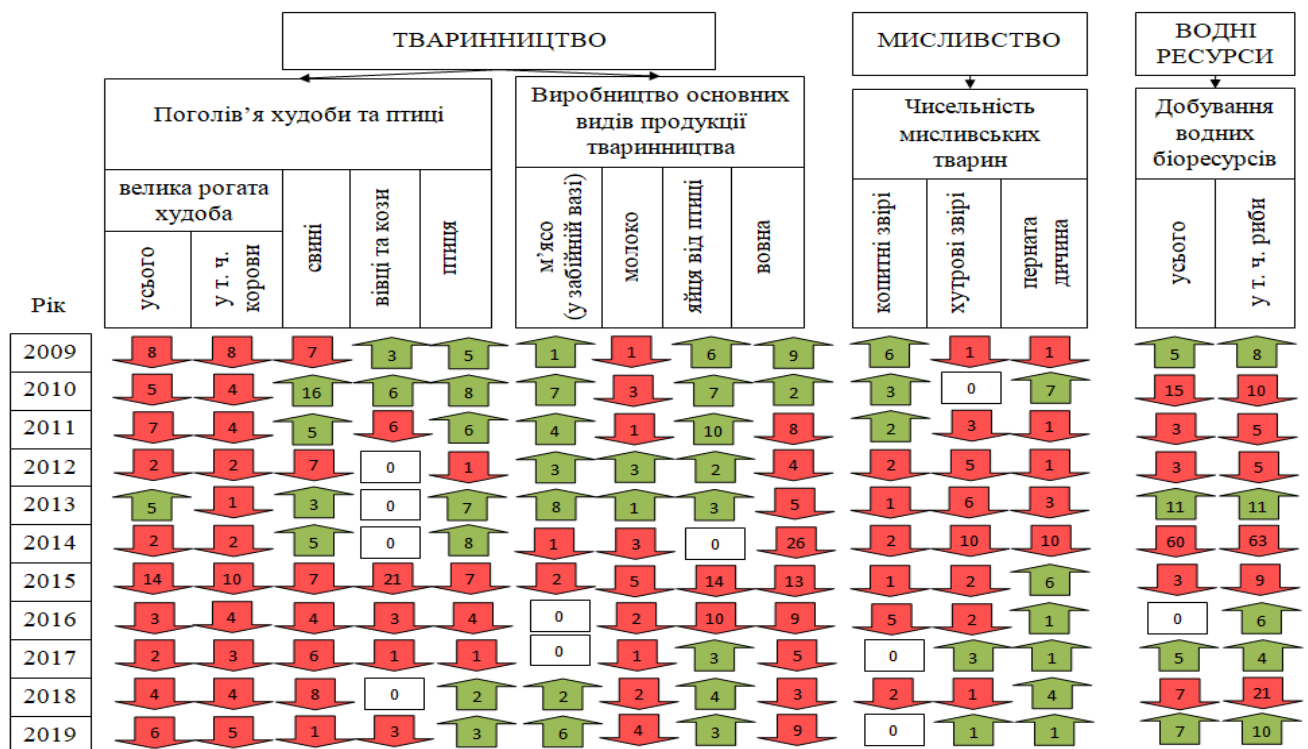 ТВАРИННИЦТВО
МИСЛИВСТВО
ВОДНІ
РЕСУРСИ
Поголів’я худоби та птиці
Виробництво основних
видів продукції
тваринництва
Чисельність
мисливських
тварин
Добування
водних
біоресурсів
велика рогата
худоба
усього
у т. ч.
корови
свині
вівці та кози
птиця
м’ясо
(у забійній вазі)
молоко
яйця від птиці
вовна
копитні звірі
хутрові звірі
перната
дичина
усього
у т. ч. риби
Рік
2009 8 8 7 3 5 1 1 6 9 6 1 1 5 8
2010 5 4 16 6 8 7 3 7 2 3 0 7 15 10
2011 7 4 5 6 6 4 1 10 8 2 3 1 3 5
2012 2 2 7 0 1 3 3 2 4 2 5 1 3 5
2013 5 1 3 0 7 8 1 3 5 1 6 3 11 11
2014 2 2 5 0 8 1 3 0 26 2 10 10 60 63
2015 14 10 7 21 7 2 5 14 13 1 2 6 3 9
2016 3 4 4 3 4 0 2 10 9 5 2 1 0 6
2017 2 3 6 1 1 0 1 3 5 0 3 1 5 4
2018 4 4 8 0 2 2 2 4 3 2 1 4 7 21
2019 6 5 1 3 3 6 4 3 9 0 1 1 7 10